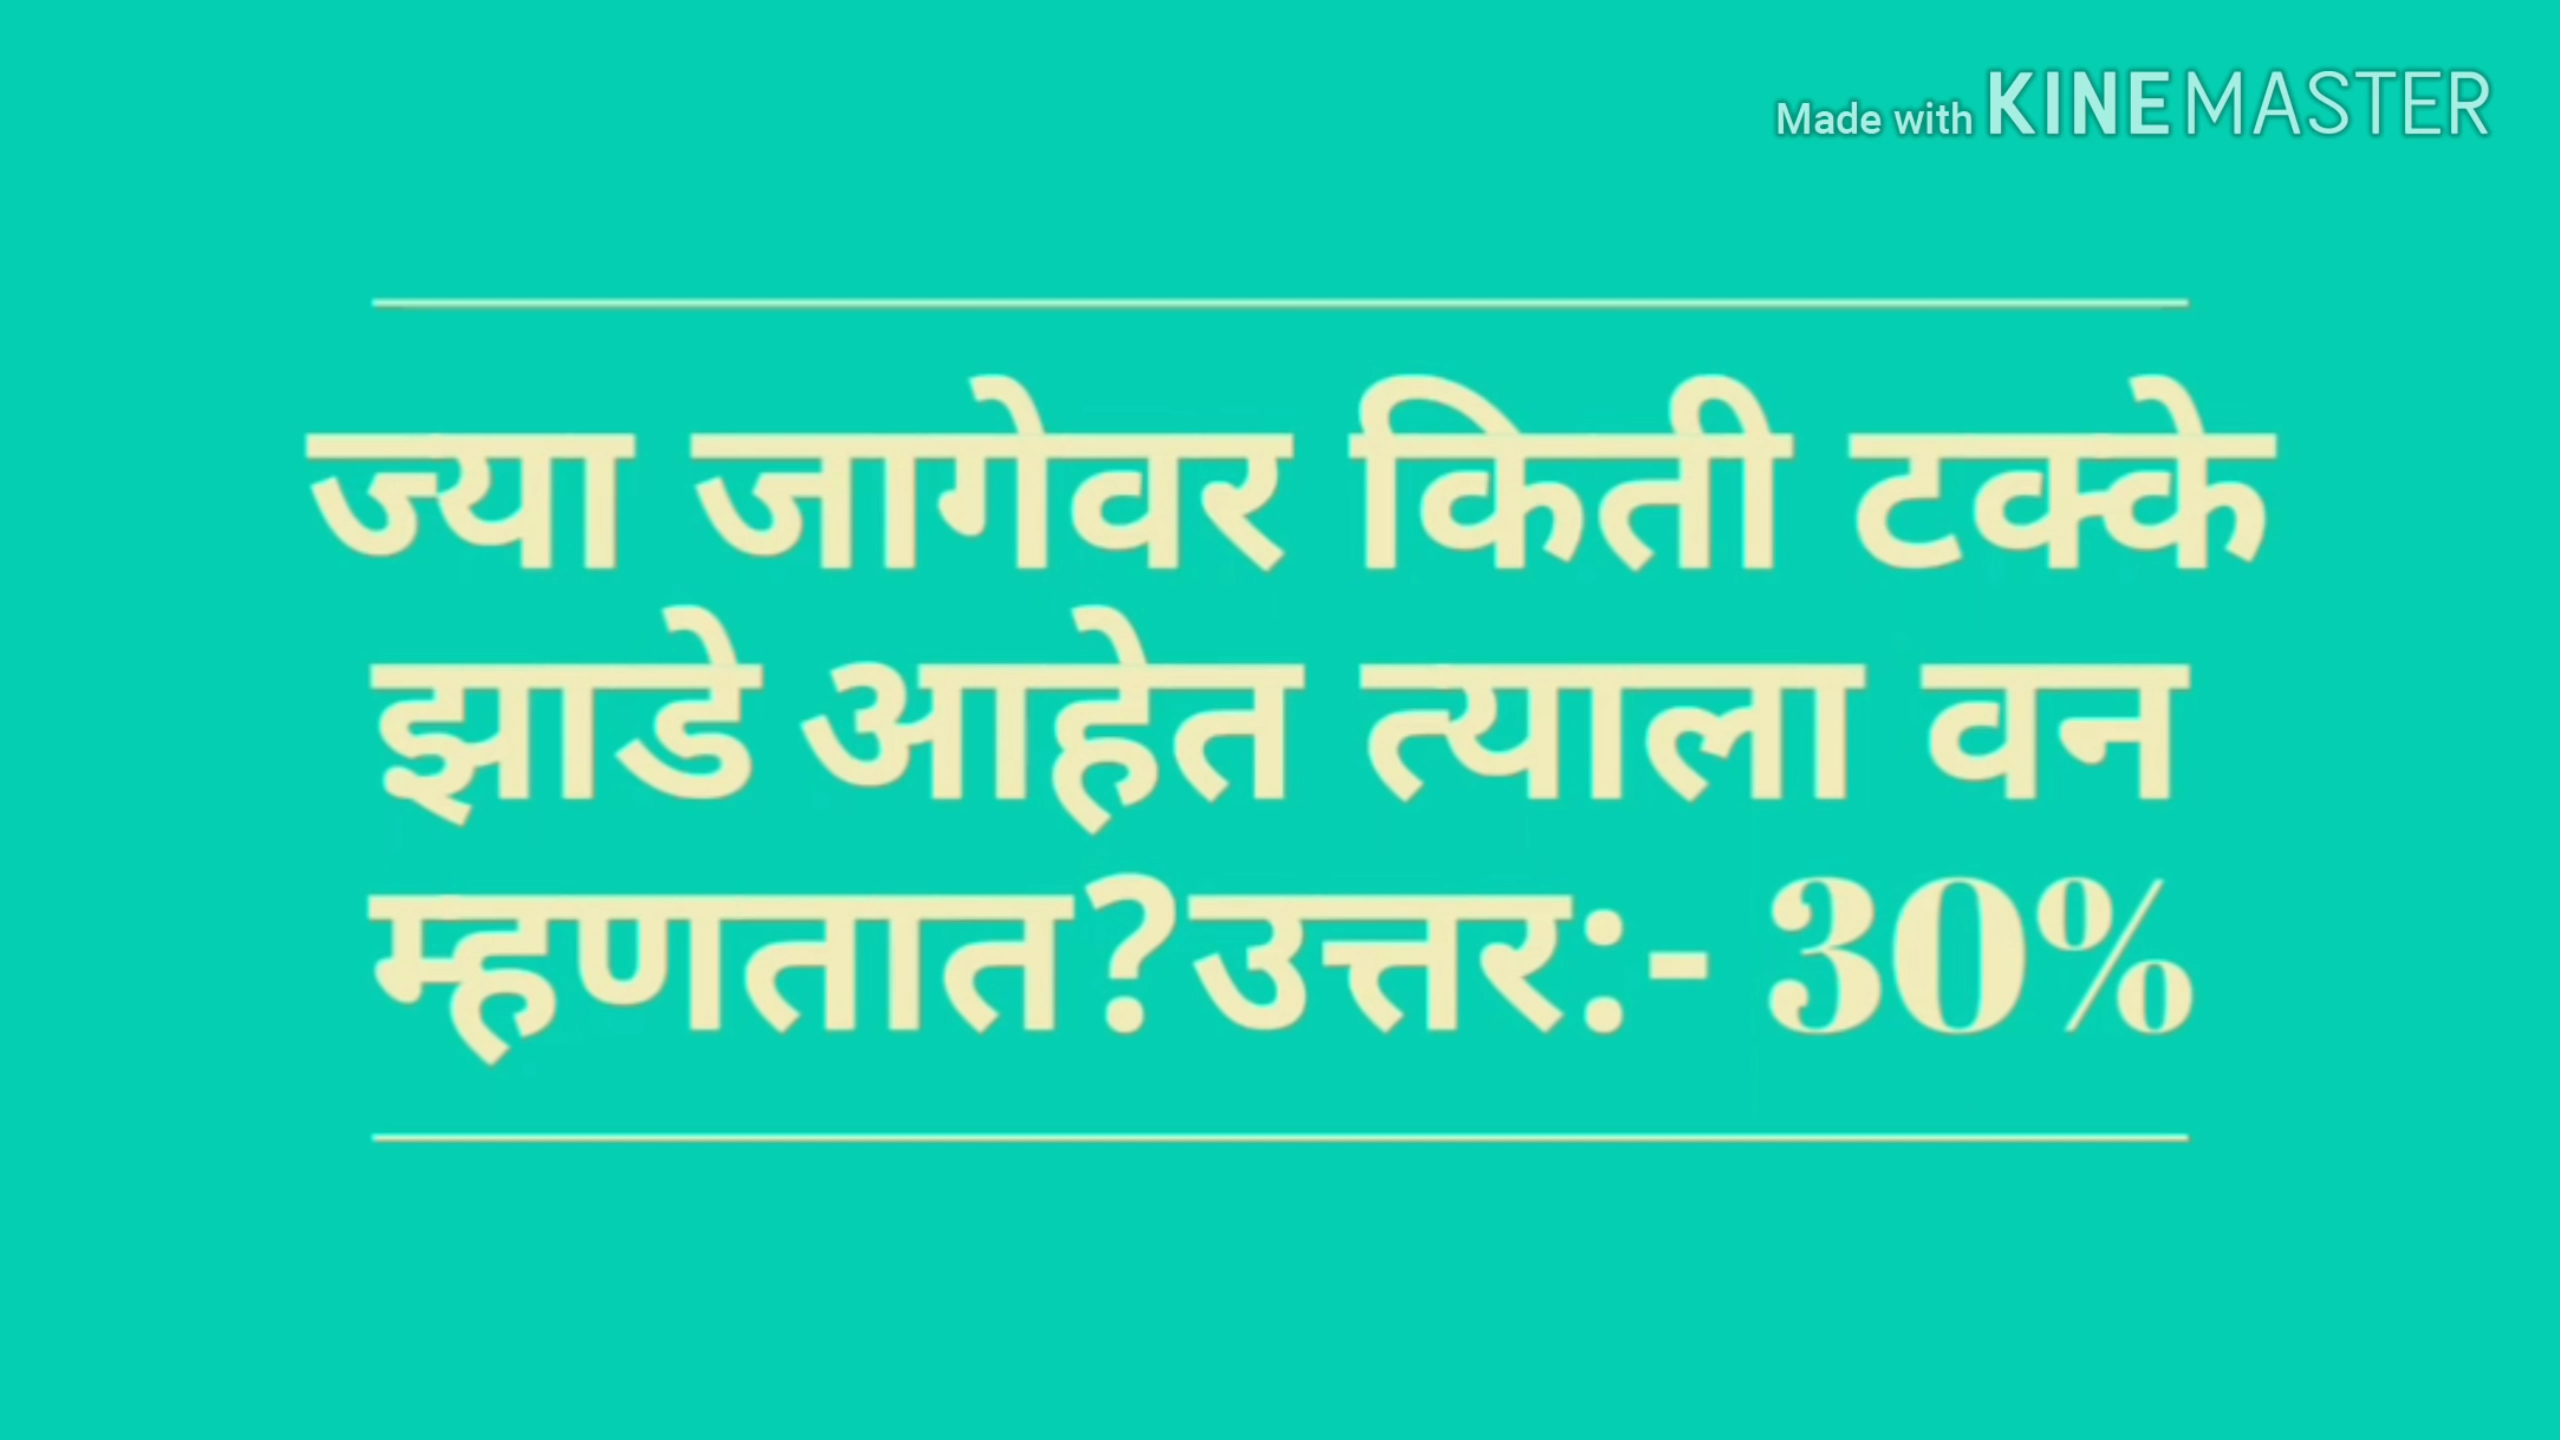 Made with KINEMASTER
ज्या जागेवर किती टक्के
झाडे आहेत त्याला वन
म्हणतात?उत्तर:- 30%